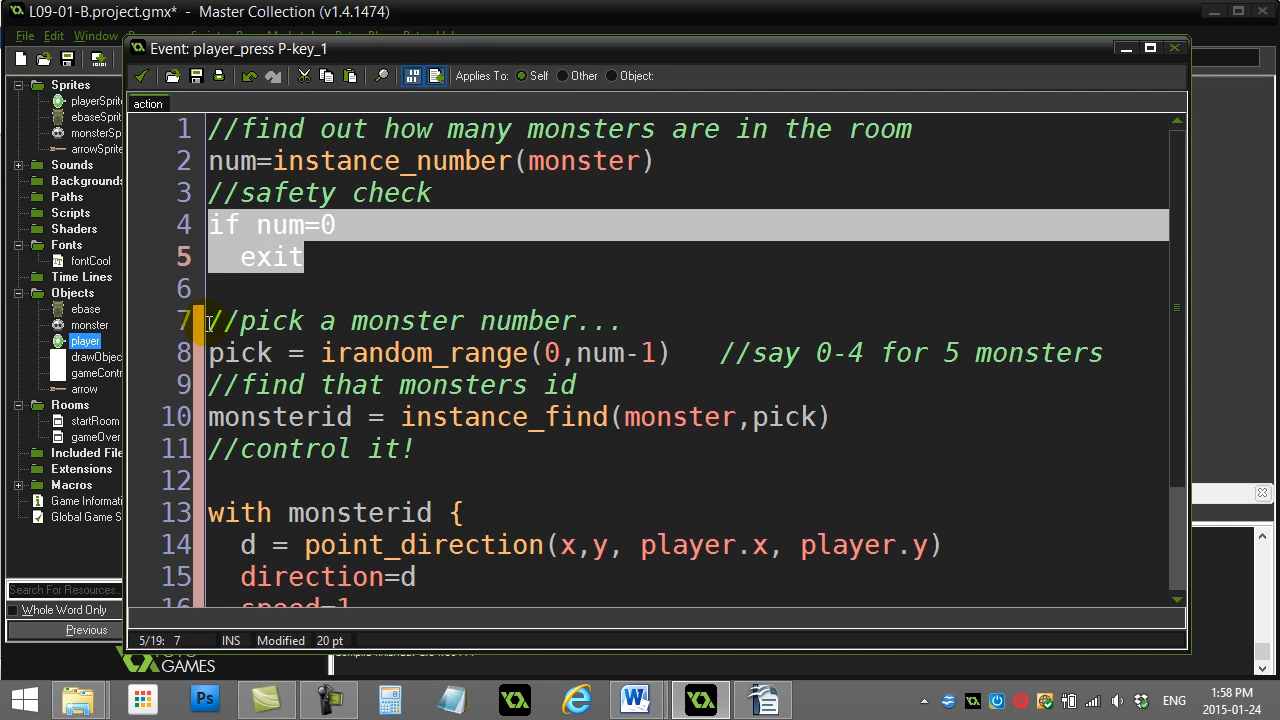 L09-01-B.project.gmx* - Master Collection (v1.4.1474)
File Edit Window
Event: player_press P-key_1
Applies To: Self Other Object:
action
Sprites
playerSprit
ebaseSprit
monsterSp
arrowSprit
Sounds
Backgrounds
Paths
Scripts
Shaders
Fonts
fontCool
Time Lines
Objects
ebase
monster
player
drawObjec
gameContr
arrow
Rooms
startRoom
gameOver
Included File
Extensions
Macros
Game Informatio
Global Game S
Search For Resources...
Whole Word Only
Previous
1 //find out how many monsters are in the room
2 num=instance_number(monster)
3 //safety check
4 if num=0
5 exit
6
7 //pick a monster number...
8 pick = irandom_range(0,num-1) //say 0-4 for 5 monsters
9 //find that monsters id
10 monsterid = instance_find(monster,pick)
11 //control it!
12
13 with monsterid {
14 d = point_direction(x,y, player.x, player.y)
15 direction=d
16 speed=1
5/19: 7 INS Modified 20 pt
GAMES
ENG
1:58 PM
2015-01-24